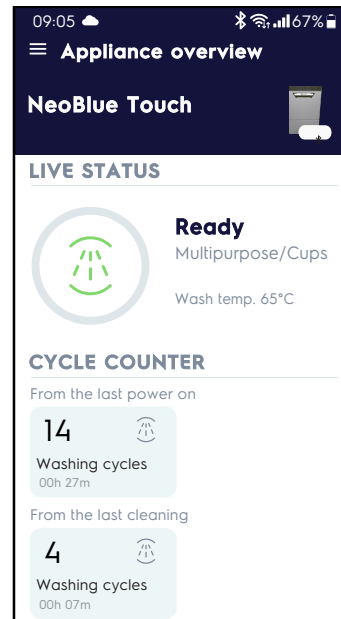 09:05 67%
Appliance overview
NeoBlue Touch
LIVE STATUS
Ready
Multipurpose/Cups
Wash temp. 65°C
CYCLE COUNTER
From the last power on
14
Washing cycles
00h 27m
From the last cleaning
4
Washing cycles
00h 07m